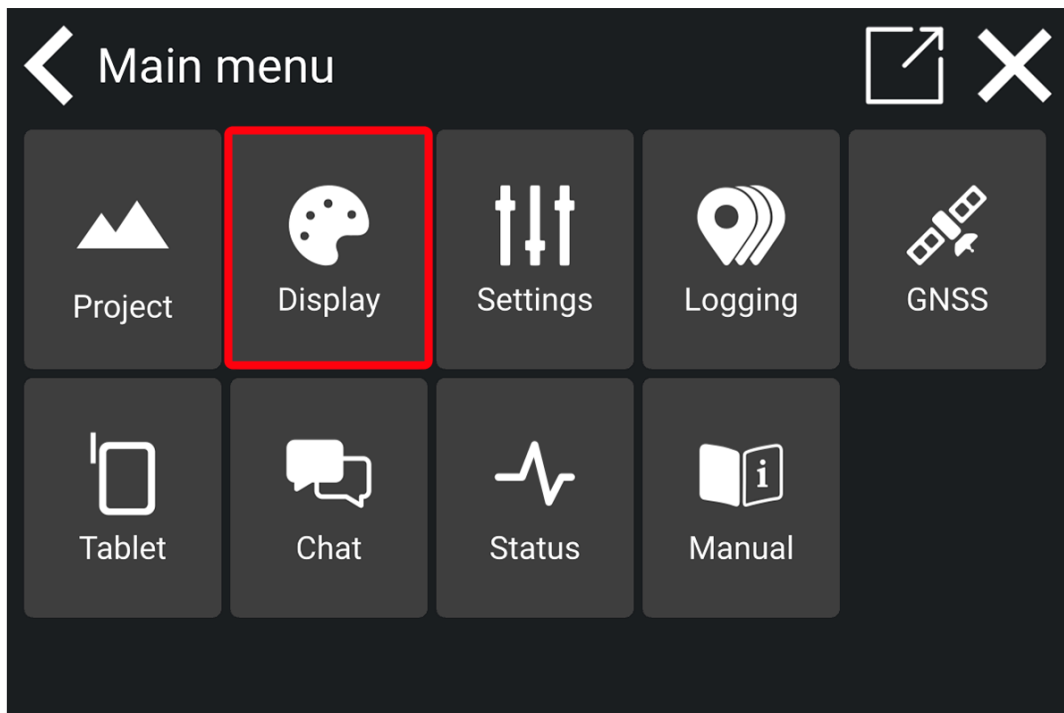 Main menu
Project
Display
Settings
Logging
GNSS
Tablet
Chat
Status
i
Manual